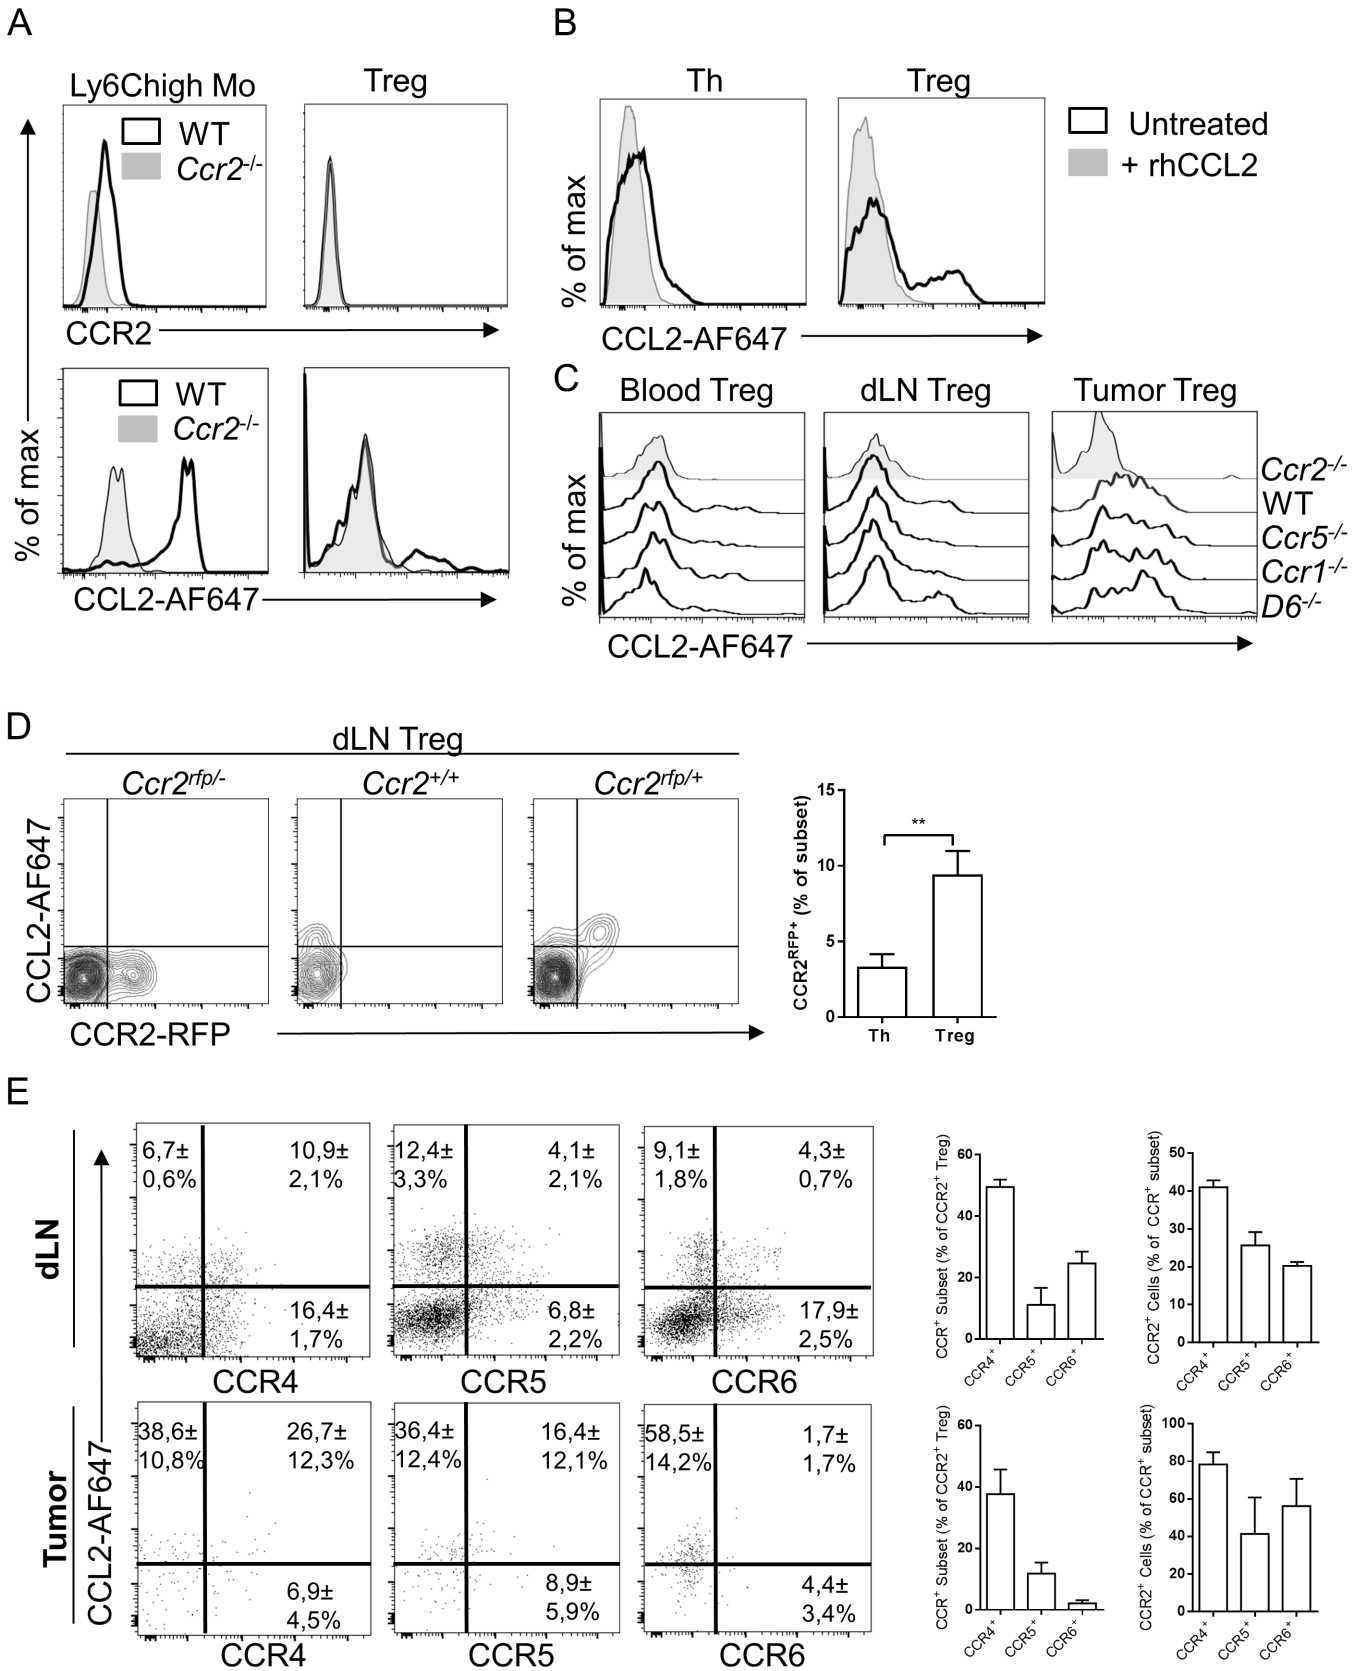 A
Ly6Chigh Mo
Treg
WT
Ccr2-/-
CCR2
WT
Ccr2-/-
% of max
CCL2-AF647
B
Th
Treg
Untreated
+ rhCCL2
% of max
CCL2-AF647
C
Blood Treg
dLN Treg
Tumor Treg
Ccr2-/-
WT
Ccr5-/-
Ccr1-/-
D6-/-
% of max
CCL2-AF647
D
dLN Treg
Ccr2rfp/-
Ccr2+/+
Ccr2rfp/+
CCL2-AF647
CCR2-RFP
CCR2RFP+ (% of subset)
15
10
5
0
**
Th
Treg
E
dLN
6,7±
0,6%
10,9±
2,1%
16,4±
1,7%
CCR4
12,4±
3,3%
4,1±
2,1%
6,8±
2,2%
CCR5
9,1±
1,8%
4,3±
0,7%
17,9±
2,5%
CCR6
CCR+ Subset (% of CCR2+ Treg)
60
40
20
0
CCR4+
CCR5+
CCR6+
CCR2+ Cells (% of CCR+ subset)
50
40
30
20
10
0
CCR4+
CCR5+
CCR6+
Tumor
CCL2-AF647
38,6±
10,8%
26,7±
12,3%
6,9±
4,5%
CCR4
36,4±
12,4%
16,4±
12,1%
8,9±
5,9%
CCR5
58,5±
14,2%
1,7±
1,7%
4,4±
3,4%
CCR6
CCR+ Subset (% of CCR2+ Treg)
60
40
20
0
CCR4+
CCR5+
CCR6+
CCR2+ Cells (% of CCR+ subset)
100
80
60
40
20
0
CCR4+
CCR5+
CCR6+